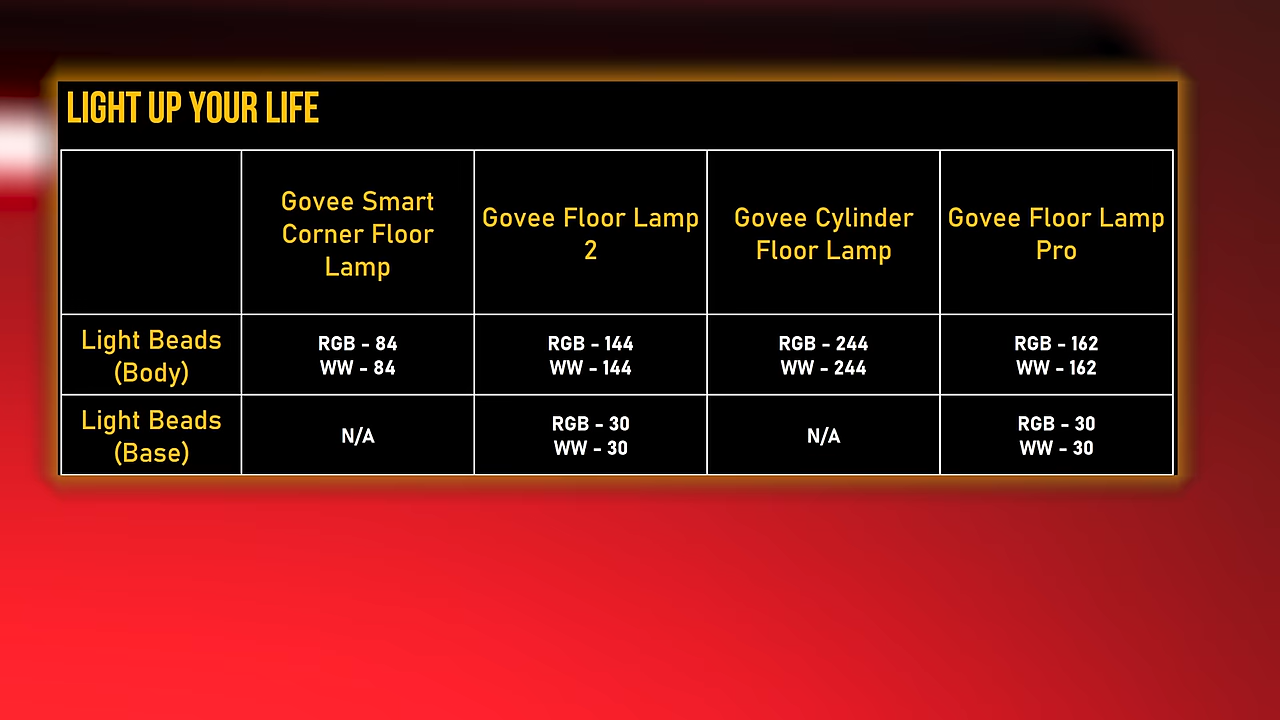 LIGHT UP YOUR LIFE
Govee Smart
Corner Floor
Lamp
Govee Floor Lamp
2
Govee Cylinder
Floor Lamp
Govee Floor Lamp
Pro
Light Beads
(Body)
RGB - 84
WW - 84
RGB - 144
WW - 144
RGB - 244
WW - 244
RGB - 162
WW - 162
Light Beads
(Base)
N/A
RGB - 30
WW - 30
N/A
RGB - 30
WW - 30